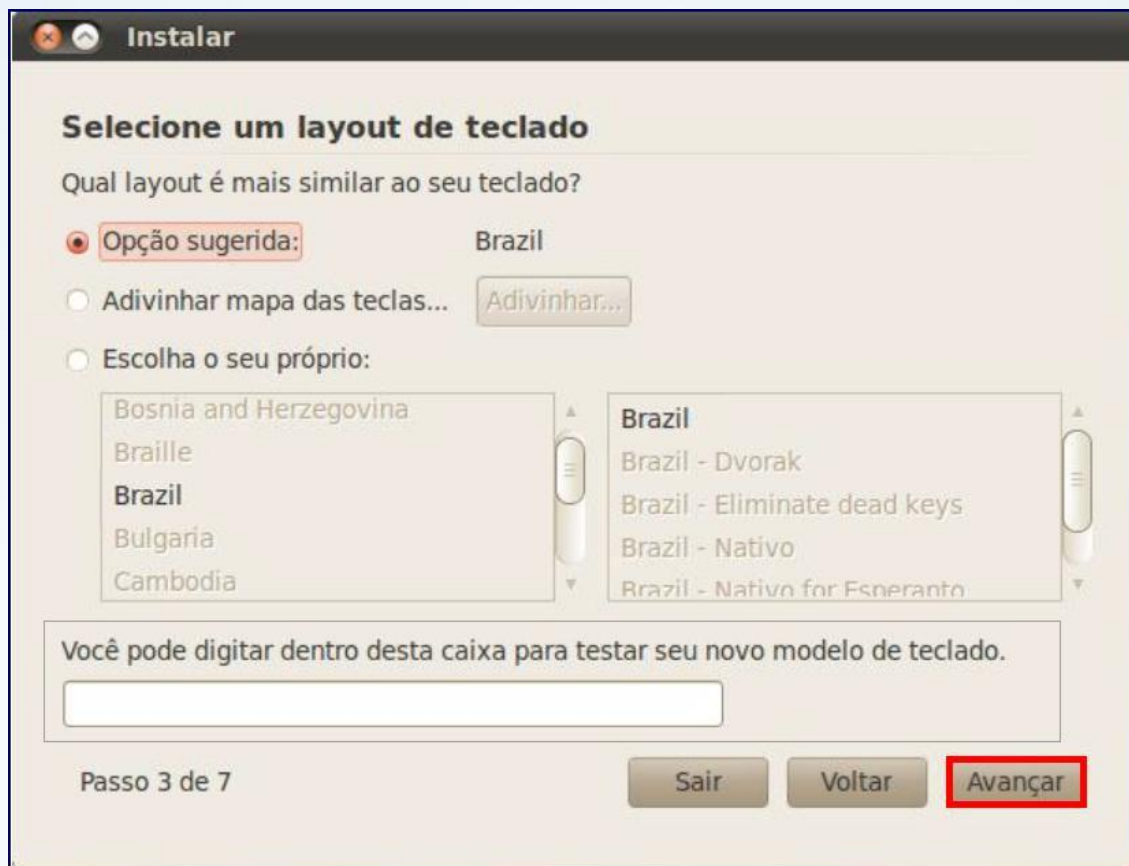 Instalar
Selecione um layout de teclado
Qual layout é mais similar ao seu teclado?
Opção sugerida: Brazil
Adivinhar mapa das teclas... Adivinhar...
Escolha o seu próprio:
Bosnia and Herzegovina
Braille
Brazil
Bulgaria
Cambodia
Brazil
Brazil - Dvorak
Brazil - Eliminate dead keys
Brazil - Nativo
Brazil - Nativo for Esperanto
Você pode digitar dentro desta caixa para testar seu novo modelo de teclado.
Passo 3 de 7 Sair Voltar Avançar